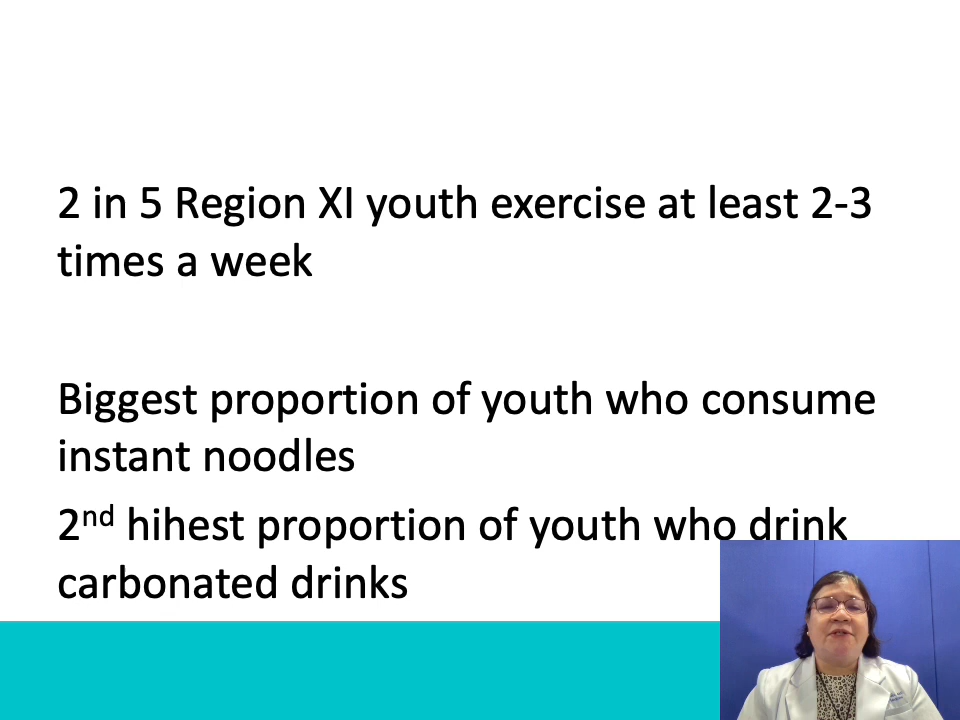 2 in 5 Region XI youth exercise at least 2-3
times a week
Biggest proportion of youth who consume
instant noodles
2nd hihest proportion of youth who drink
carbonated drinks